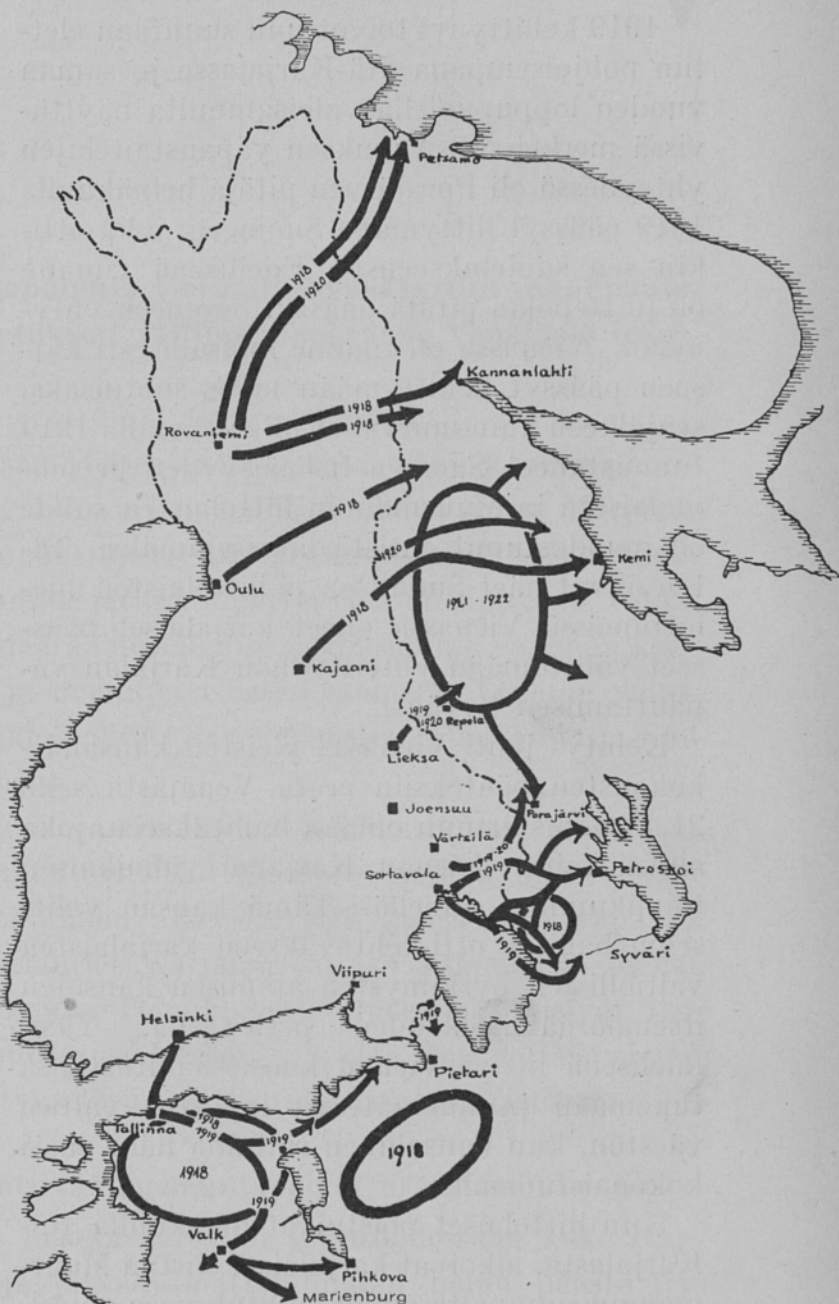 Petsamo
1918
1920
Kannanlahti
1918
1918
Rovaniemi
1918
1920
Kemi
Oulu
1918
1921-1922
Kajaani
1919
1920 Repola
Lieksa
Joensuu
Porajärvi
Värtsilä
1919-20
1919
Sortavala
Petroskoi
1918
1919
Syväri
Viipuri
1919
Helsinki
Pietari
Tallinna
1918
1919
1919
1918
1918
1919
Valk
Pihkova
Marienburg